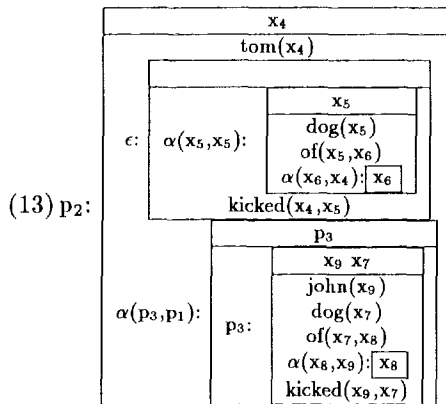 x₄
tom(x₄)
x₅
ϵ: α(x₅,x₅): dog(x₅)
of(x₅,x₆)
α(x₆,x₄): x₆
(13) p₂: kicked(x₄,x₅)
p₃
x₉ x₇
john(x₉)
α(p₃,p₁): p₃: dog(x₇)
of(x₇,x₈)
α(x₈,x₉): x₈
kicked(x₉,x₇)